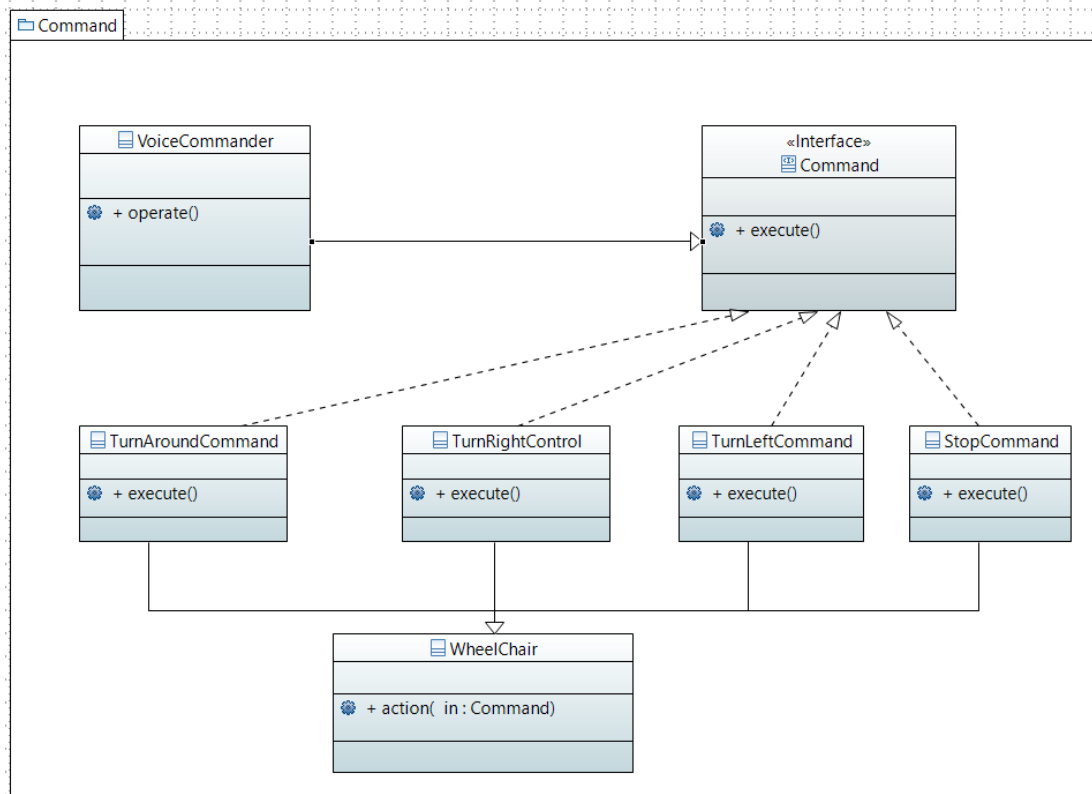 Command
VoiceCommander
+ operate()
«Interface»
Command
+ execute()
TurnAroundCommand
+ execute()
TurnRightControl
+ execute()
TurnLeftCommand
+ execute()
StopCommand
+ execute()
WheelChair
+ action(  in : Command)